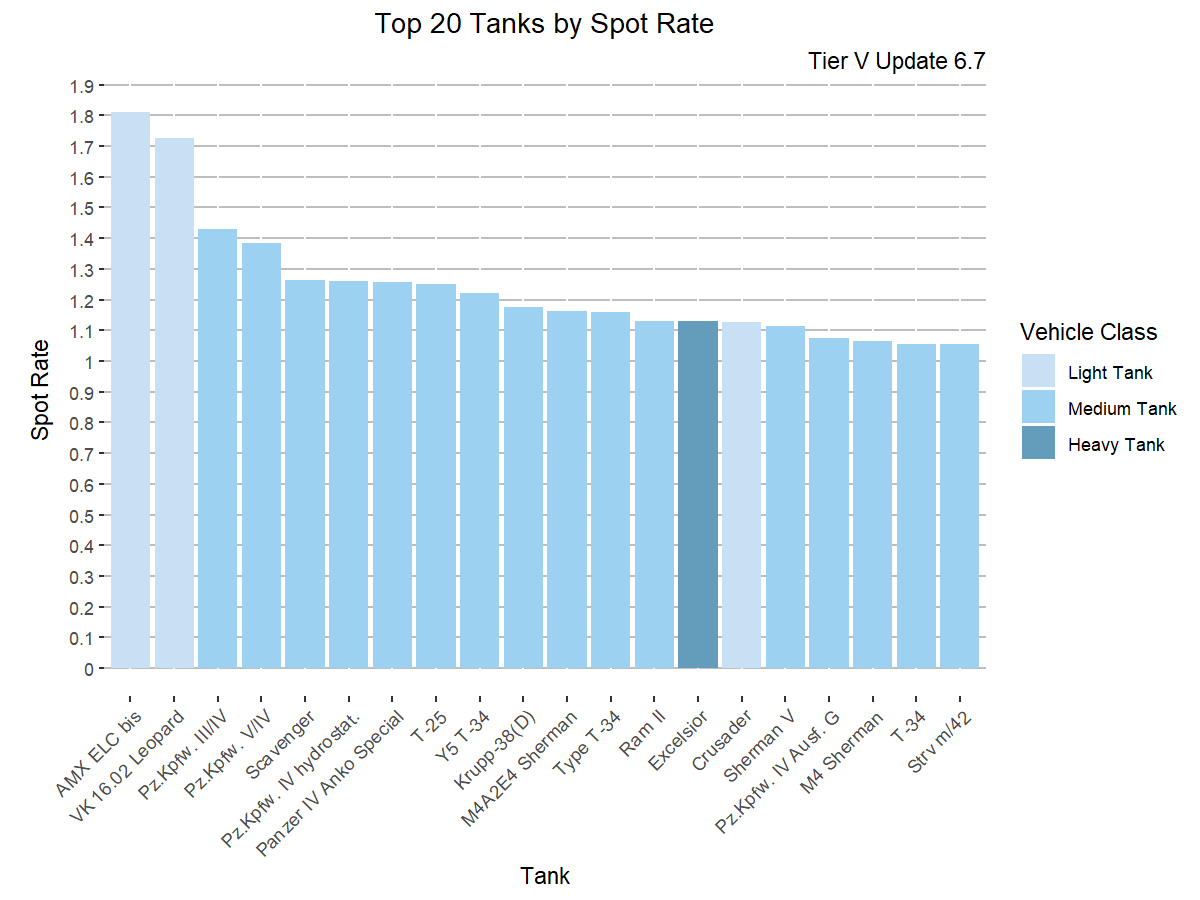 Top 20 Tanks by Spot Rate
Tier V Update 6.7
1.9
1.8
1.7
1.6
1.5
1.4
1.3
1.2
1.1
1
0.9
0.8
0.7
0.6
0.5
0.4
0.3
0.2
0.1
0
Spot Rate
AMX ELC bis
VK16.02 Leopard
Pz.Kpfw. III/IV
Pz.Kpfw. V/IV
Scavenger
Pz.Kpfw. IV hydrostat.
Panzer IV Anko Special
T-25
Y5 T-34
Krupp-38(D)
M4A2E4 Sherman
Type T-34
Ram II
Excelsior
Crusader
Sherman V
Pz.Kpfw. IV Ausf. G
M4 Sherman
T-34
Strv m/42
Tank
Vehicle Class
Light Tank
Medium Tank
Heavy Tank